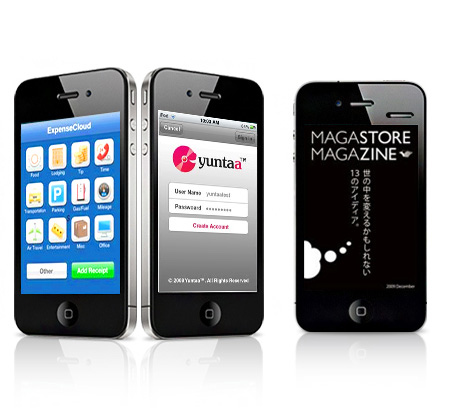 ExpenseCloud
Food
Lodging
Tip
Time
Transportation
Parking
Gas/Fuel
Mileage
Air Travel
Entertainment
Misc
Office
Other
Add Receipt
iPod
10:03 AM
Cancel
Sign in
yuntaa™
User Name
yuntaatest
Password
Create Account
© 2009 Yuntaa™. All Rights Reserved
MAGASTORE
MAGAZINE
世の中を変えるかもしれない
13のアイディア。
2009 December